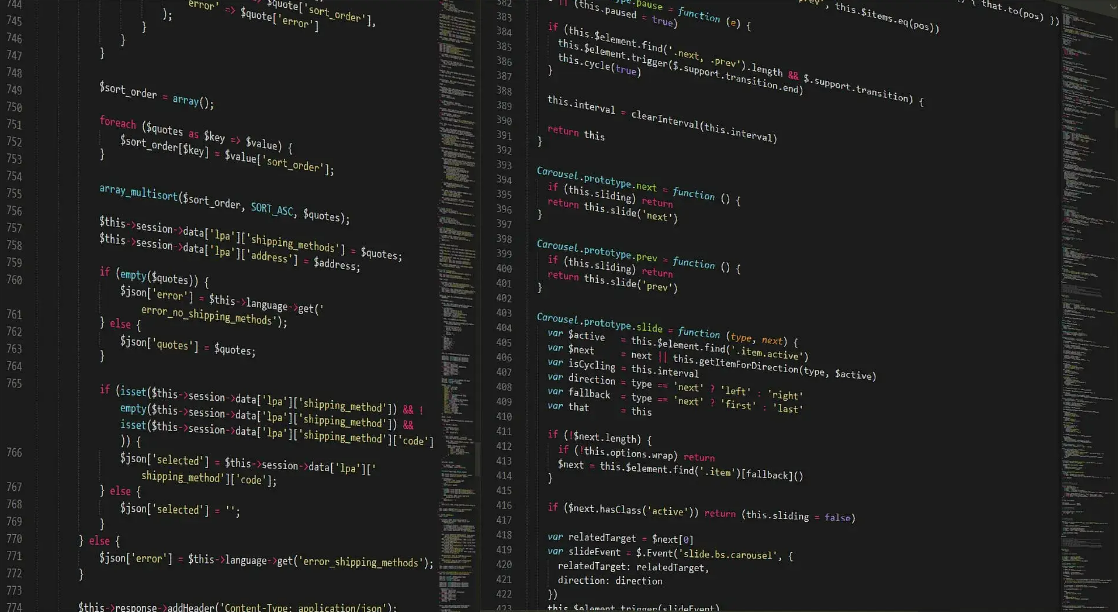 744
745
746
747
748
749
750
751
752
753
754
755
756
757
758
759
760
761
762
763
764
765
766
767
768
769
770
771
772
773
774
error' => $quote['sort_order'],
=> $quote['error']
);
}
}
}
$sort_order = array();
foreach ($quotes as $key => $value) {
$sort_order[$key] = $value['sort_order'];
}
array_multisort($sort_order, SORT_ASC, $quotes);
$this->session->data['lpa']['shipping_methods'] = $quotes;
$this->session->data['lpa']['address'] = $address;
if (empty($quotes)) {
$json['error'] = $this->language->get('
error_no_shipping_methods');
} else {
$json['quotes'] = $quotes;
}
if (isset($this->session->data['lpa']['shipping_method']) && !
empty($this->session->data['lpa']['shipping_method']) &&
isset($this->session->data['lpa']['shipping_method']['code']
)) {
$json['selected'] = $this->session->data['lpa']['
shipping_method']['code'];
} else {
$json['selected'] = '';
}
} else {
$json['error'] = $this->language->get('error_shipping_methods');
}
$this->response->addHeader('Content-Type: application/json');
382
383
384
385
386
387
388
389
390
391
392
393
394
395
396
397
398
399
400
401
402
403
404
405
406
407
408
409
410
411
412
413
414
415
416
417
418
419
420
421
422
423
{ that.to(pos) })
this.$items.eq(pos))
.pause = function (e) {
|| (this.paused = true)
if (this.$element.find('.next, .prev').length && $.support.transition) {
this.$element.trigger($.support.transition.end)
this.cycle(true)
}
this.interval = clearInterval(this.interval)
return this
}
Carousel.prototype.next = function () {
if (this.sliding) return
return this.slide('next')
}
Carousel.prototype.prev = function () {
if (this.sliding) return
return this.slide('prev')
}
Carousel.prototype.slide = function (type, next) {
var $active = this.$element.find('.item.active')
var $next = next || this.getItemForDirection(type, $active)
var isCycling = this.interval
var direction = type == 'next' ? 'left' : 'right'
var fallback = type == 'next' ? 'first' : 'last'
var that = this
if (!$next.length) {
if (!this.options.wrap) return
$next = this.$element.find('.item')[fallback]()
}
if ($next.hasClass('active')) return (this.sliding = false)
var relatedTarget = $next[0]
var slideEvent = $.Event('slide.bs.carousel', {
relatedTarget: relatedTarget,
direction: direction
})
this.$element.trigger(slideEvent)